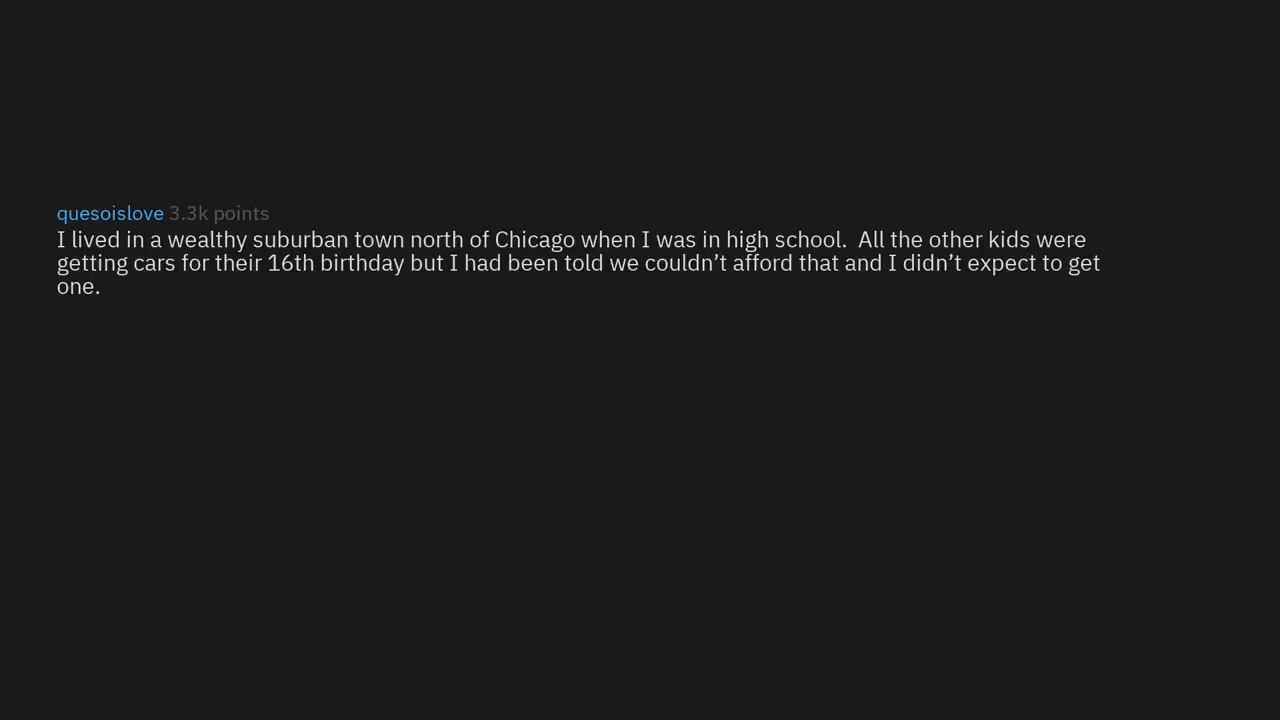 quesoislove 3.3k points
I lived in a wealthy suburban town north of Chicago when I was in high school.  All the other kids were
getting cars for their 16th birthday but I had been told we couldn’t afford that and I didn’t expect to get
one.